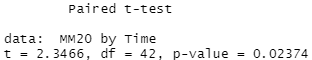 Paired t-test
data:  MM20 by Time
t = 2.3466, df = 42, p-value = 0.02374